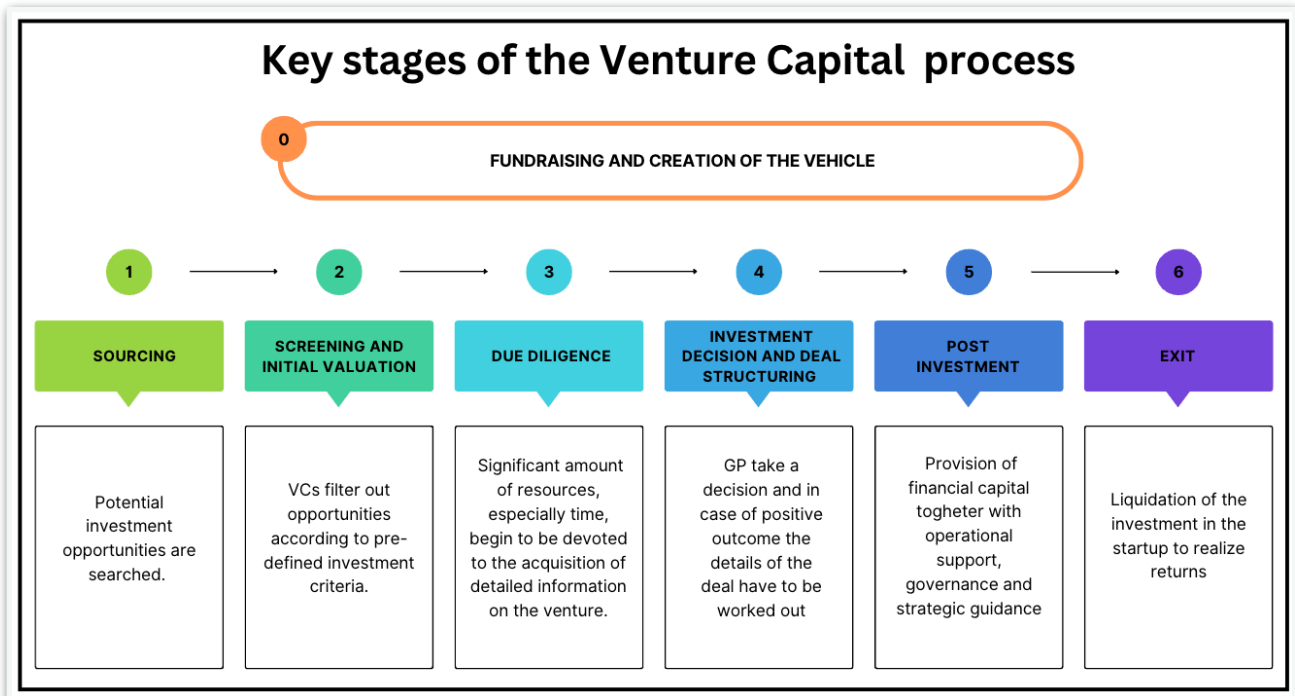 Key stages of the Venture Capital  process
0
FUNDRAISING AND CREATION OF THE VEHICLE
1
2
3
4
5
6
SOURCING
SCREENING AND
INITIAL VALUATION
DUE DILIGENCE
INVESTMENT
DECISION AND DEAL
STRUCTURING
POST
INVESTMENT
EXIT
Potential
investment
opportunities are
searched.
VCs filter out
opportunities
according to pre-
defined investment
criteria.
Significant amount
of resources,
especially time,
begin to be devoted
to the acquisition of
detailed information
on the venture.
GP take a
decision and in
case of positive
outcome the
details of the
deal have to be
worked out
Provision of
financial capital
togheter with
operational
support,
governance and
strategic guidance
Liquidation of the
investment in the
startup to realize
returns